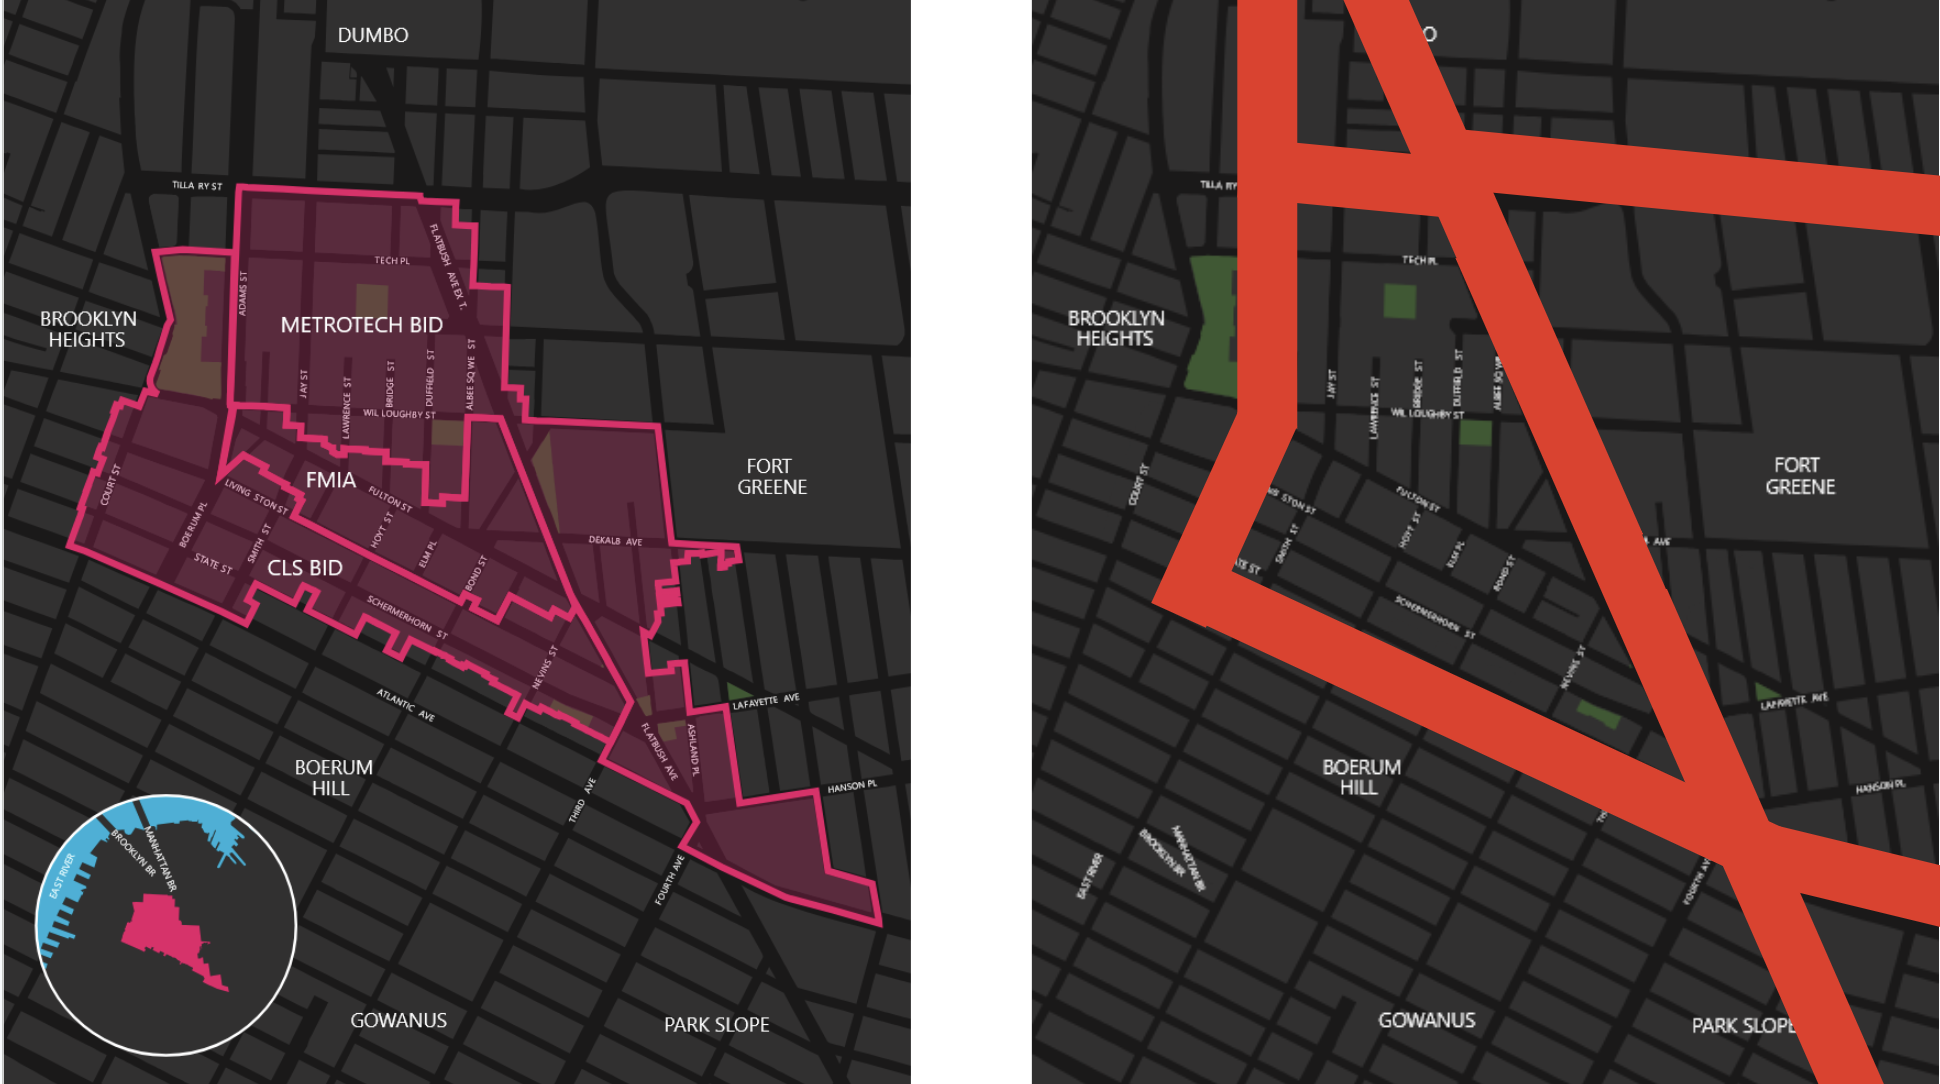 DUMBO
TILLA RY ST
TECH PL
FLATBUSH AVE EX T.
ADAMS ST
METROTECH BID
BROOKLYN
HEIGHTS
JAY ST
LAWRENCE ST
BRIDGE ST
DUFFIELD ST
ALBEE SQ WE ST
WIL LOUGHBY ST
FORT
GREENE
COURT ST
FMIA
LIVING STON ST
FULTON ST
BOERUM PL
SMITH ST
HOYT ST
ELM PL
BOND ST
DEKALB AVE
STATE ST
CLS BID
SCHERMERHORN ST
NEVINS ST
ATLANTIC AVE
LAFAYETTE AVE
FLATBUSH AVE
ASHLAND PL
BOERUM
HILL
THIRD AVE
HANSON PL
FOURTH AVE
EAST RIVER
BROOKLYN BR
MANHATTAN BR
GOWANUS
PARK SLOPE
O
TILLA RY
TECH PL
BROOKLYN
HEIGHTS
JAY ST
LAWRENCE ST
BRIDGE ST
DUFFIELD ST
ALBEE SQ W
WIL LOUGHBY ST
FORT
GREENE
COURT ST
STON ST
FULTON ST
SMITH ST
HOYT ST
ELM PL
BOND ST
AVE
TE ST
SCHERMERHORN ST
NEVINS ST
LAFAYETTE AVE
BOERUM
HILL
TH
HANSON PL
FOURTH AV
EAST RIVER
BROOKLYN BR
MANHATTAN BR
GOWANUS
PARK SLOPE